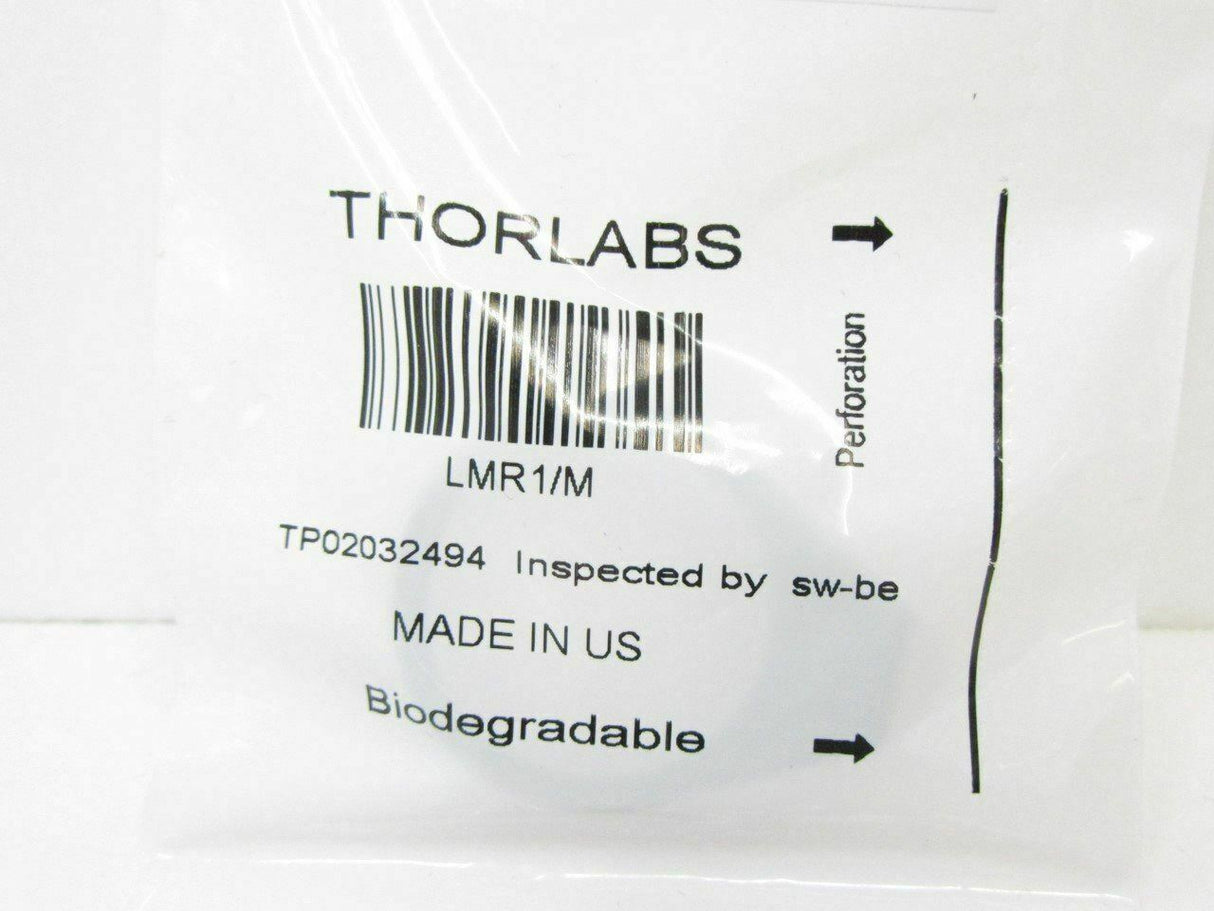 THORLABS
LMR1/M
TP02032494 Inspected by sw-be
MADE IN US
Biodegradable
Perforation